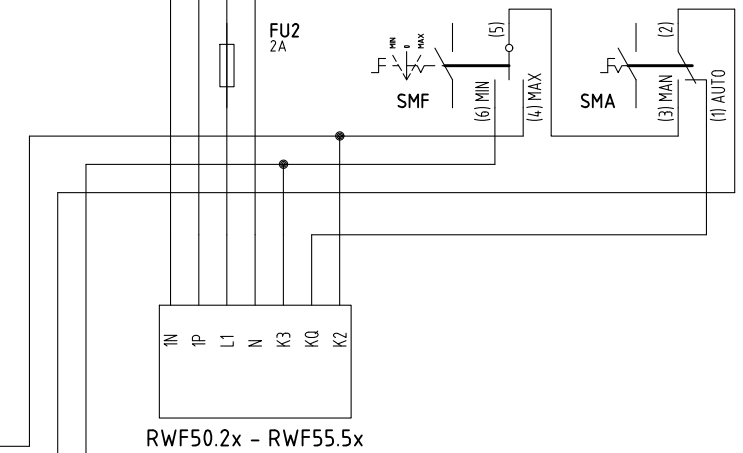 FU2
2A
MIN
0
MAX
SMF
(5)
(6) MIN
(4) MAX
SMA
(2)
(3) MAN
(1) AUTO
1N
1P
L1
N
K3
KQ
K2
RWF50.2x - RWF55.5x